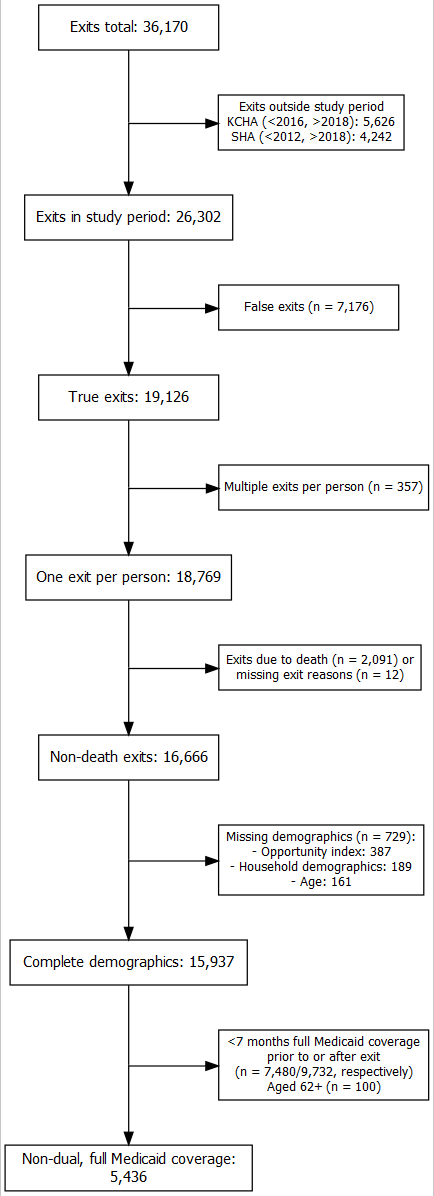 Exits total: 36,170
Exits outside study period
KCHA (<2016, >2018): 5,626
SHA (<2012, >2018): 4,242
Exits in study period: 26,302
False exits (n = 7,176)
True exits: 19,126
Multiple exits per person (n = 357)
One exit per person: 18,769
Exits due to death (n = 2,091) or
missing exit reasons (n = 12)
Non-death exits: 16,666
Missing demographics (n = 729):
- Opportunity index: 387
- Household demographics: 189
- Age: 161
Complete demographics: 15,937
<7 months full Medicaid coverage
prior to or after exit
(n = 7,480/9,732, respectively)
Aged 62+ (n = 100)
Non-dual, full Medicaid coverage:
5,436